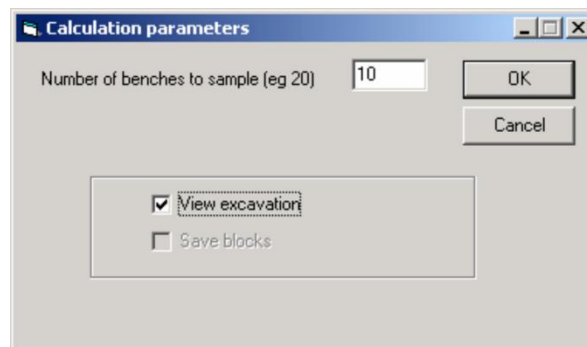 Calculation parameters
Number of benches to sample (eg 20) 10 OK
Cancel
View excavation
Save blocks